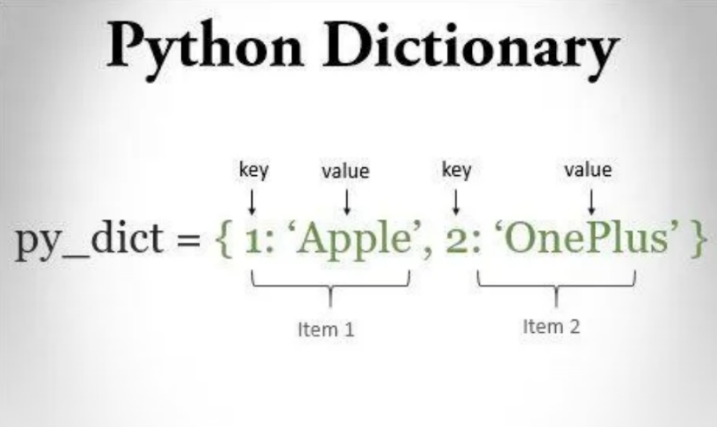 Python Dictionary
key value key value
py_dict = { 1: ‘Apple’, 2: ‘OnePlus’ }
Item 1 Item 2